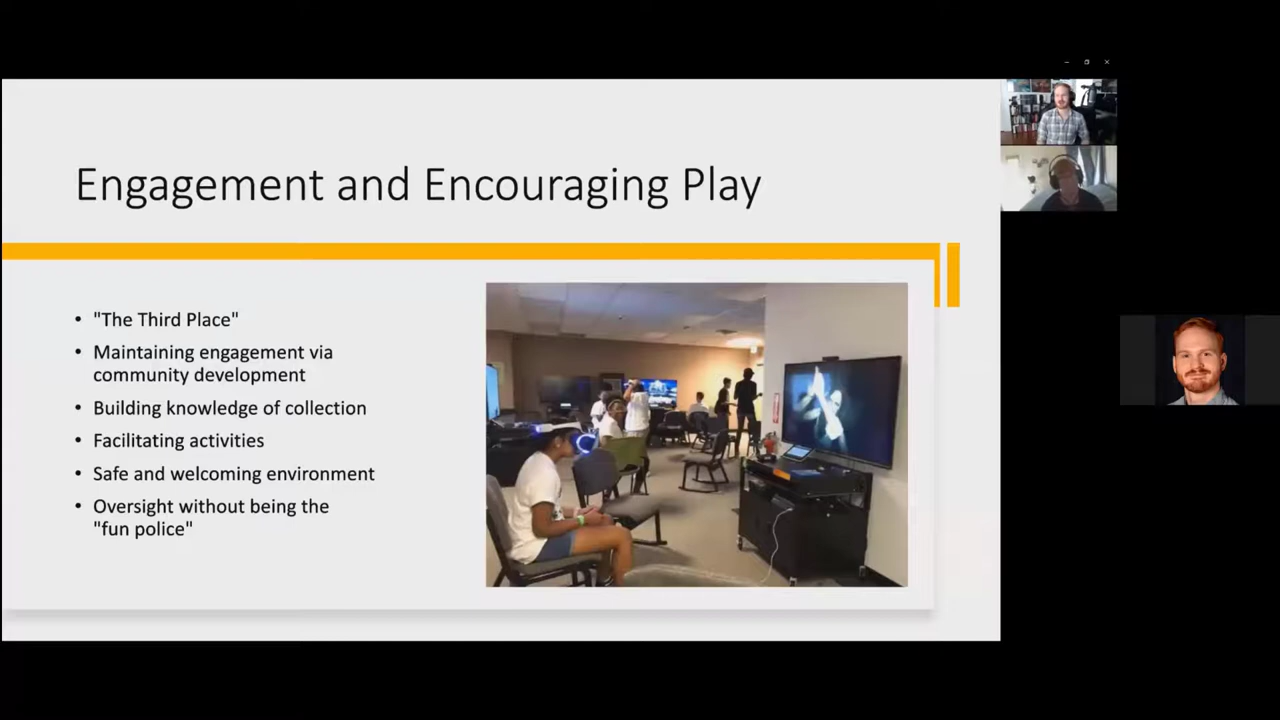 Engagement and Encouraging Play
• "The Third Place"
• Maintaining engagement via
community development
• Building knowledge of collection
• Facilitating activities
• Safe and welcoming environment
• Oversight without being the
"fun police"